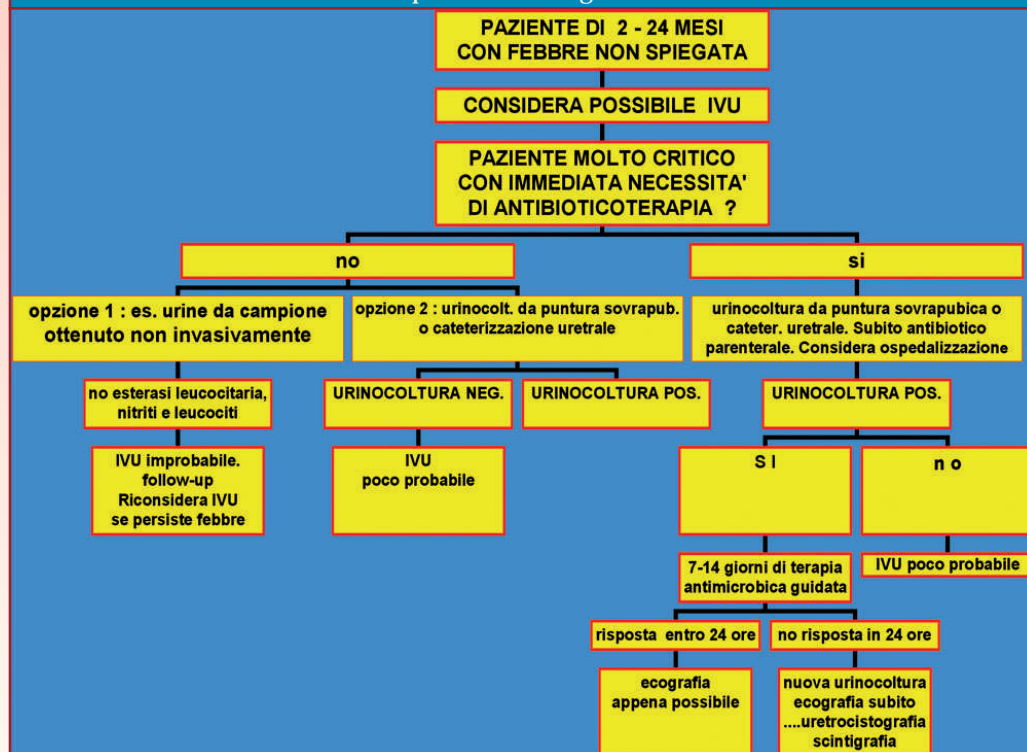 PAZIENTE DI 2 - 24 MESI
CON FEBBRE NON SPIEGATA
CONSIDERA POSSIBILE IVU
PAZIENTE MOLTO CRITICO
CON IMMEDIATA NECESSITA'
DI ANTIBIOTICOTERAPIA ?
no
si
opzione 1 : es. urine da campione
ottenuto non invasivamente
opzione 2 : urinocolt. da puntura sovrapub.
o cateterizzazione uretrale
urinocoltura da puntura sovrapubica o
cateter. uretrale. Subito antibiotico
parenterale. Considera ospedalizzazione
no esterasi leucocitaria,
nitriti e leucociti
URINOCOLTURA NEG.
URINOCOLTURA POS.
URINOCOLTURA POS.
IVU improbabile.
follow-up
Riconsidera IVU
se persiste febbre
IVU
poco probabile
S I
n o
7-14 giorni di terapia
antimicrobica guidata
IVU poco probabile
risposta entro 24 ore
no risposta in 24 ore
ecografia
appena possibile
nuova urinocoltura
ecografia subito
....uretrocistografia
scintigrafia